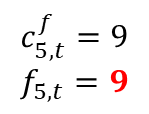 c^f_{5,t} = 9
f_{5,t} = 9